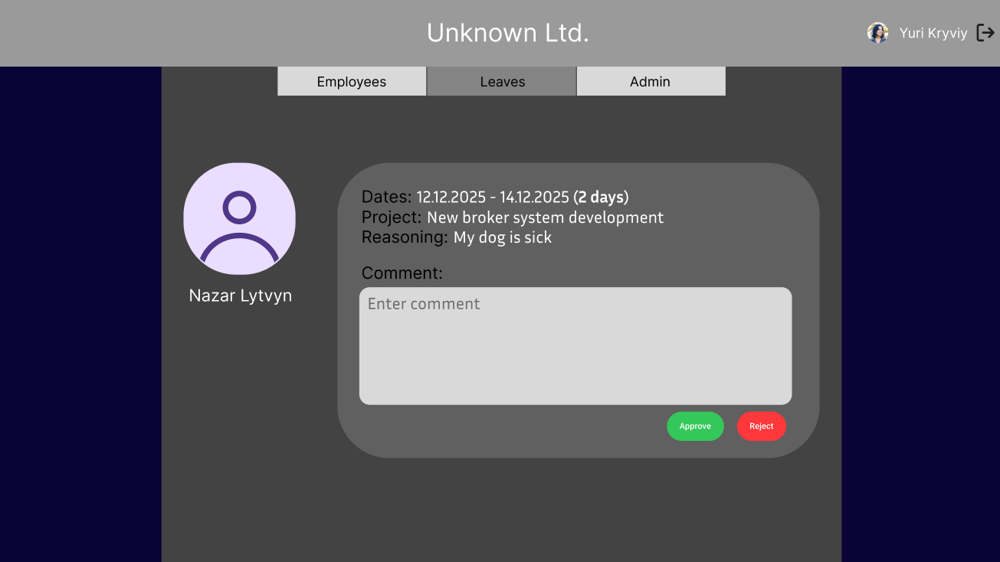 Unknown Ltd.
Yuri Kryviy
Employees
Leaves
Admin
Dates: 12.12.2025 - 14.12.2025 (2 days)
Project: New broker system development
Reasoning: My dog is sick
Comment:
Enter comment
Nazar Lytvyn
Approve
Reject